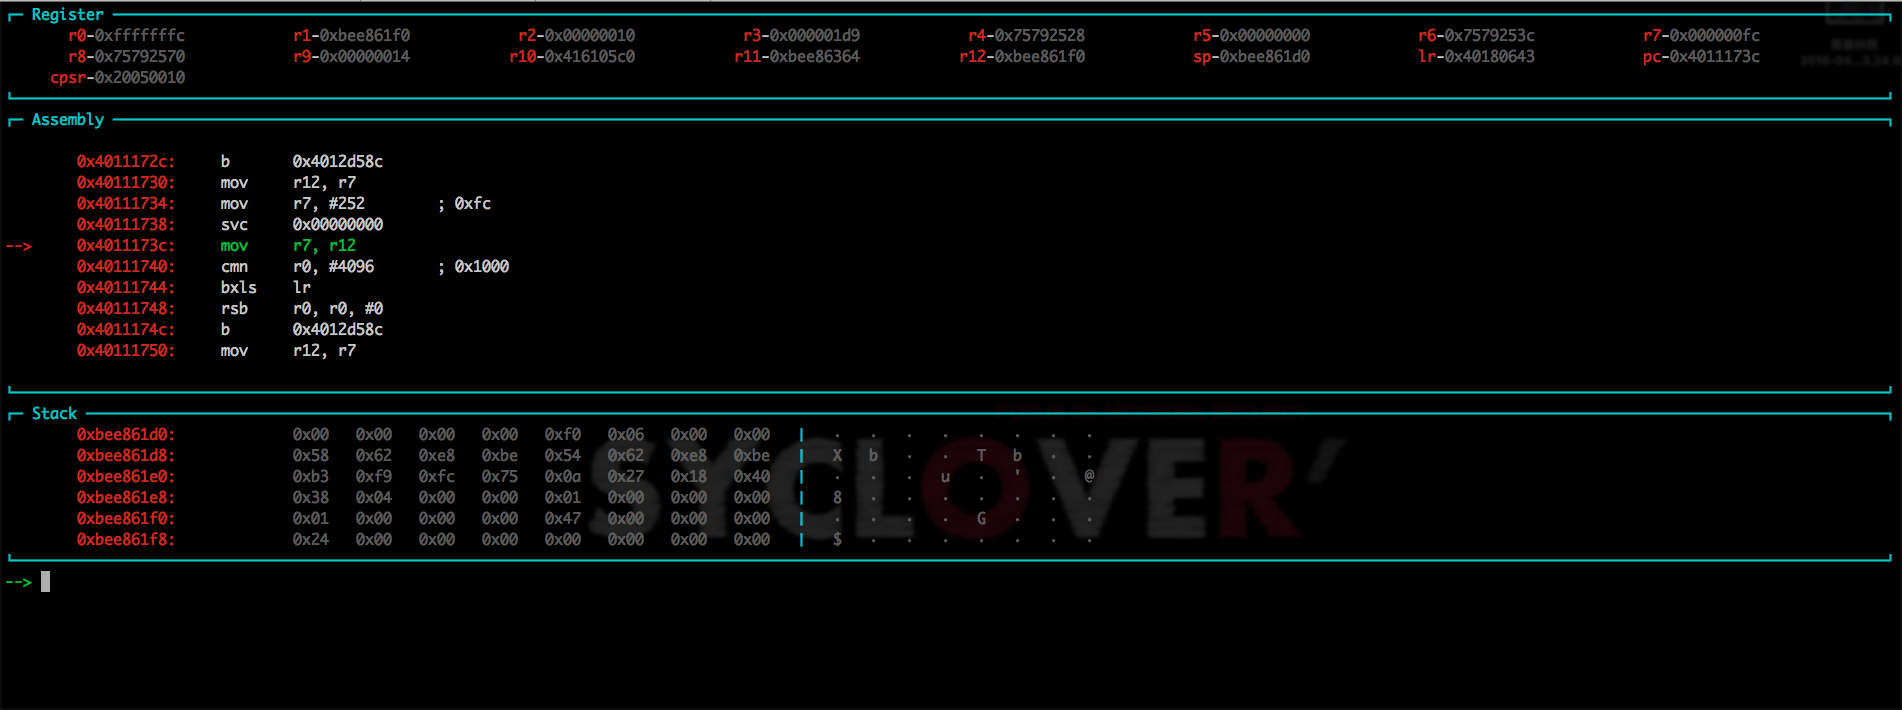 Register
r0-0xfffffffc r1-0xbee861f0 r2-0x00000010 r3-0x000001d9 r4-0x75792528 r5-0x00000000 r6-0x7579253c r7-0x000000fc
r8-0x75792570 r9-0x00000014 r10-0x416105c0 r11-0xbee86364 r12-0xbee861f0 sp-0xbee861d0 lr-0x40180643 pc-0x4011173c
cpsr-0x20050010
Assembly
0x4011172c: b 0x4012d58c
0x40111730: mov r12, r7
0x40111734: mov r7, #252 ; 0xfc
0x40111738: svc 0x00000000
--> 0x4011173c: mov r7, r12
0x40111740: cmn r0, #4096 ; 0x1000
0x40111744: bxls lr
0x40111748: rsb r0, r0, #0
0x4011174c: b 0x4012d58c
0x40111750: mov r12, r7
Stack
0xbee861d0: 0x00 0x00 0x00 0x00 0xf0 0x06 0x00 0x00 | . . . . . . . .
0xbee861d8: 0x58 0x62 0xe8 0xbe 0x54 0x62 0xe8 0xbe | X b . . T b . .
0xbee861e0: 0xb3 0xf9 0xfc 0x75 0x0a 0x27 0x18 0x40 | . . . u . ' . @
0xbee861e8: 0x38 0x04 0x00 0x00 0x01 0x00 0x00 0x00 | 8 . . . . . . .
0xbee861f0: 0x01 0x00 0x00 0x00 0x47 0x00 0x00 0x00 | . . . . G . . .
0xbee861f8: 0x24 0x00 0x00 0x00 0x00 0x00 0x00 0x00 | $ . . . . . . .
SYCLOVER'
-->